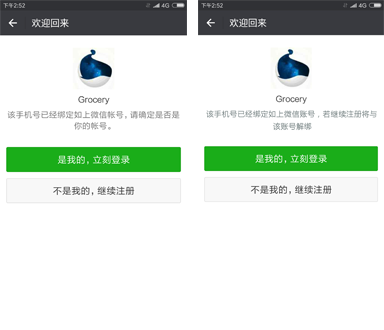 下午2:52
4G
欢迎回来
Grocery
该手机号已经绑定如上微信帐号，请确定是否是
你的帐号。
是我的，立刻登录
不是我的，继续注册
下午2:52
4G
欢迎回来
Grocery
该手机号已经绑定如上微信账号，若继续注册将与
该账号解绑
是我的，立刻登录
不是我的，继续注册